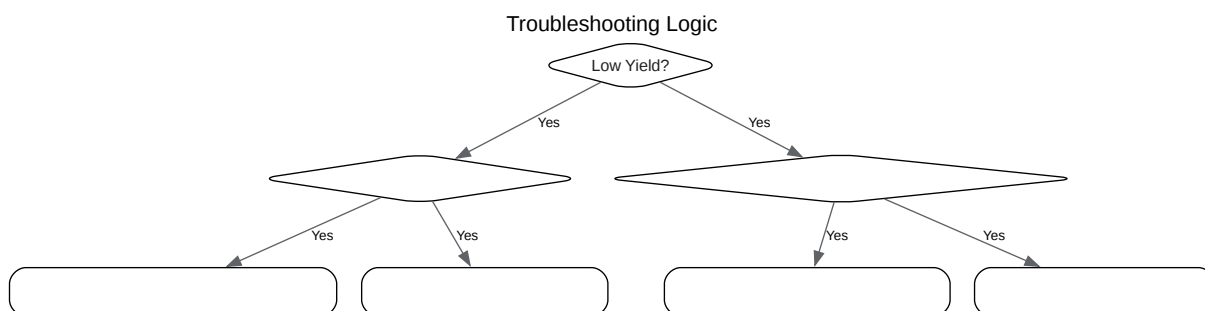 Troubleshooting Logic
Low Yield?
Yes
Yes
Yes
Yes
Yes
Yes